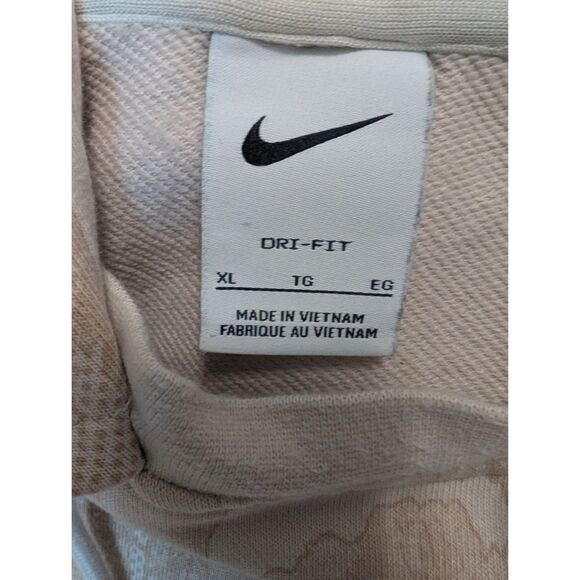 DRI-FIT
XL TG EG
MADE IN VIETNAM
FABRIQUE AU VIETNAM